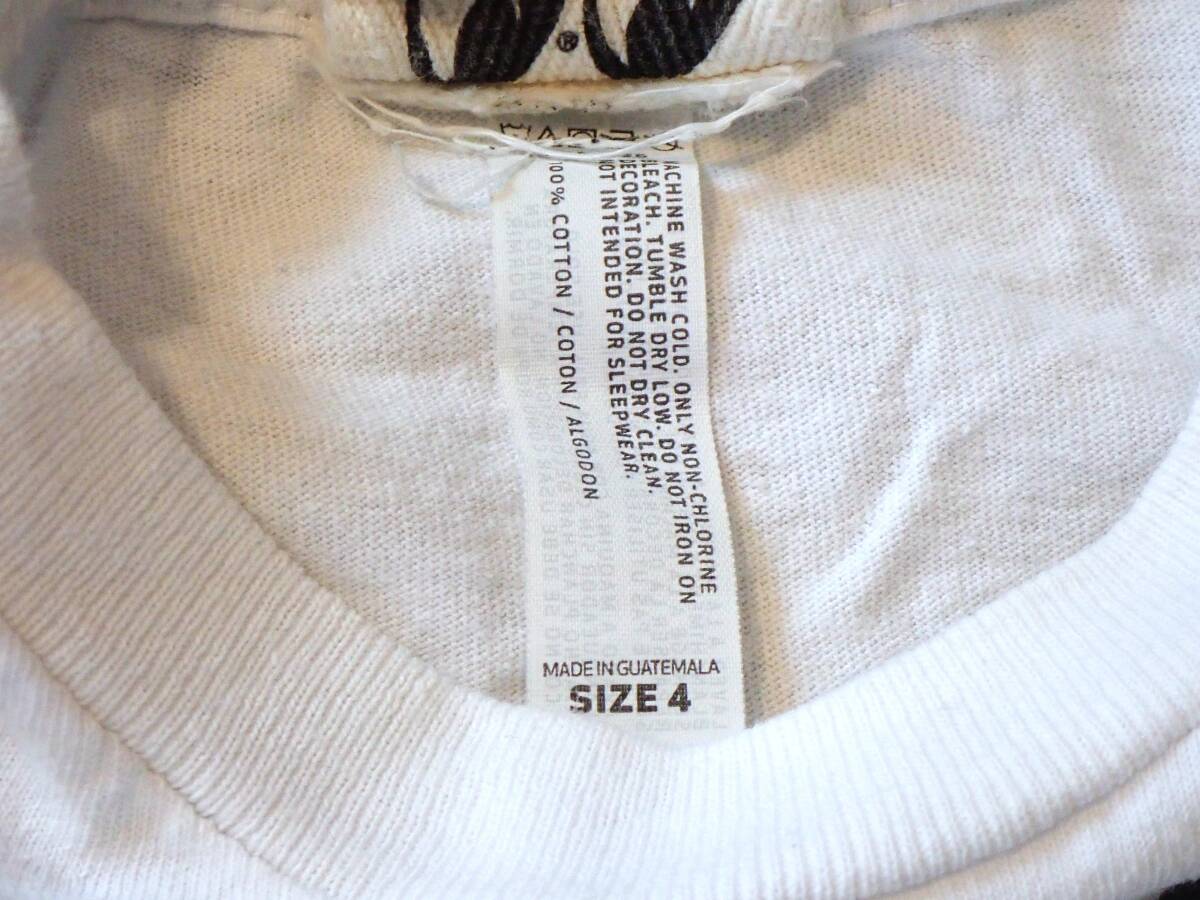 ®
MACHINE WASH COLD. ONLY NON-CHLORINE
BLEACH. TUMBLE DRY LOW. DO NOT IRON ON
DECORATION. DO NOT DRY CLEAN.
NOT INTENDED FOR SLEEPWEAR.
100% COTTON / COTON / ALGODON
MADE IN GUATEMALA
SIZE 4